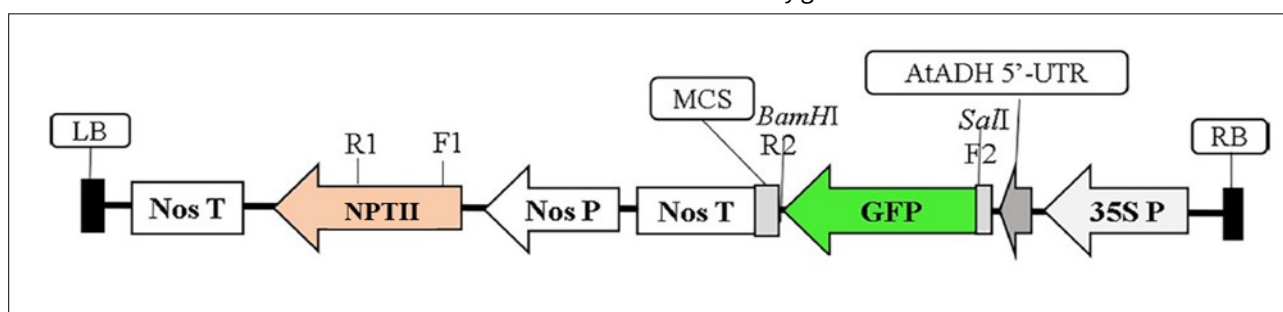 AtADH 5’-UTR
MCS
BamHI
SalI
LB
R1
F1
R2
F2
RB
Nos T
NPTII
Nos P
Nos T
GFP
35S P